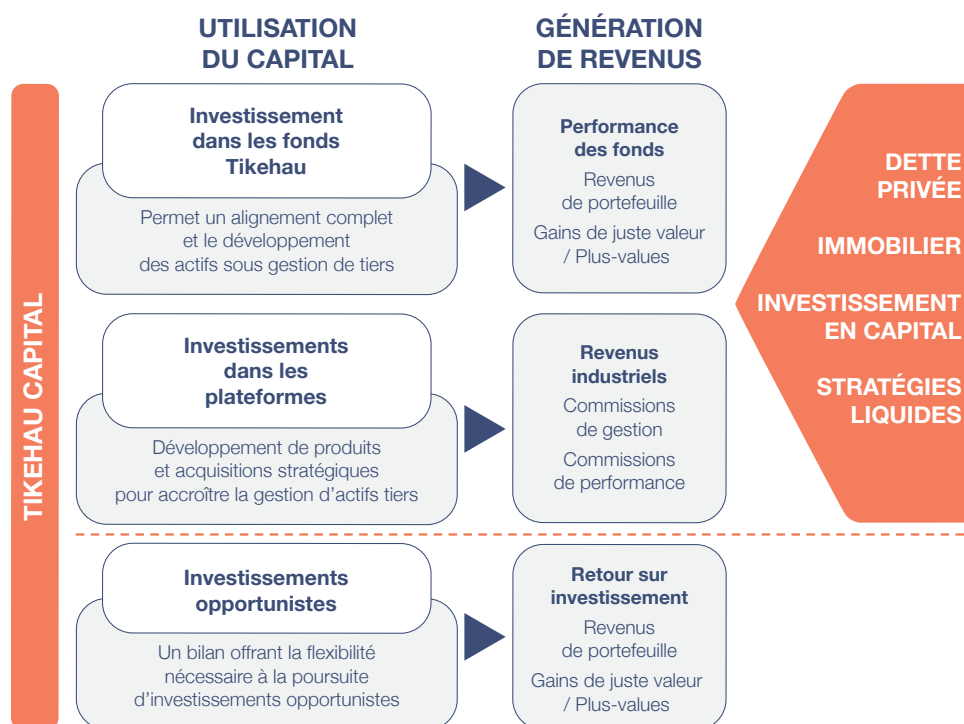 UTILISATION
DU CAPITAL
GÉNÉRATION
DE REVENUS
TIKEHAU CAPITAL
Investissement
dans les fonds
Tikehau
Permet un alignement complet
et le développement
des actifs sous gestion de tiers
Performance
des fonds
Revenus
de portefeuille
Gains de juste valeur
/ Plus-values
Investissements
dans les
plateformes
Développement de produits
et acquisitions stratégiques
pour accroître la gestion d'actifs tiers
Revenus
industriels
Commissions
de gestion
Commissions
de performance
Investissements
opportunistes
Un bilan offrant la flexibilité
nécessaire à la poursuite
d'investissements opportunistes
Retour sur
investissement
Revenus
de portefeuille
Gains de juste valeur
/ Plus-values
DETTE
PRIVÉE
IMMOBILIER
INVESTISSEMENT
EN CAPITAL
STRATÉGIES
LIQUIDES